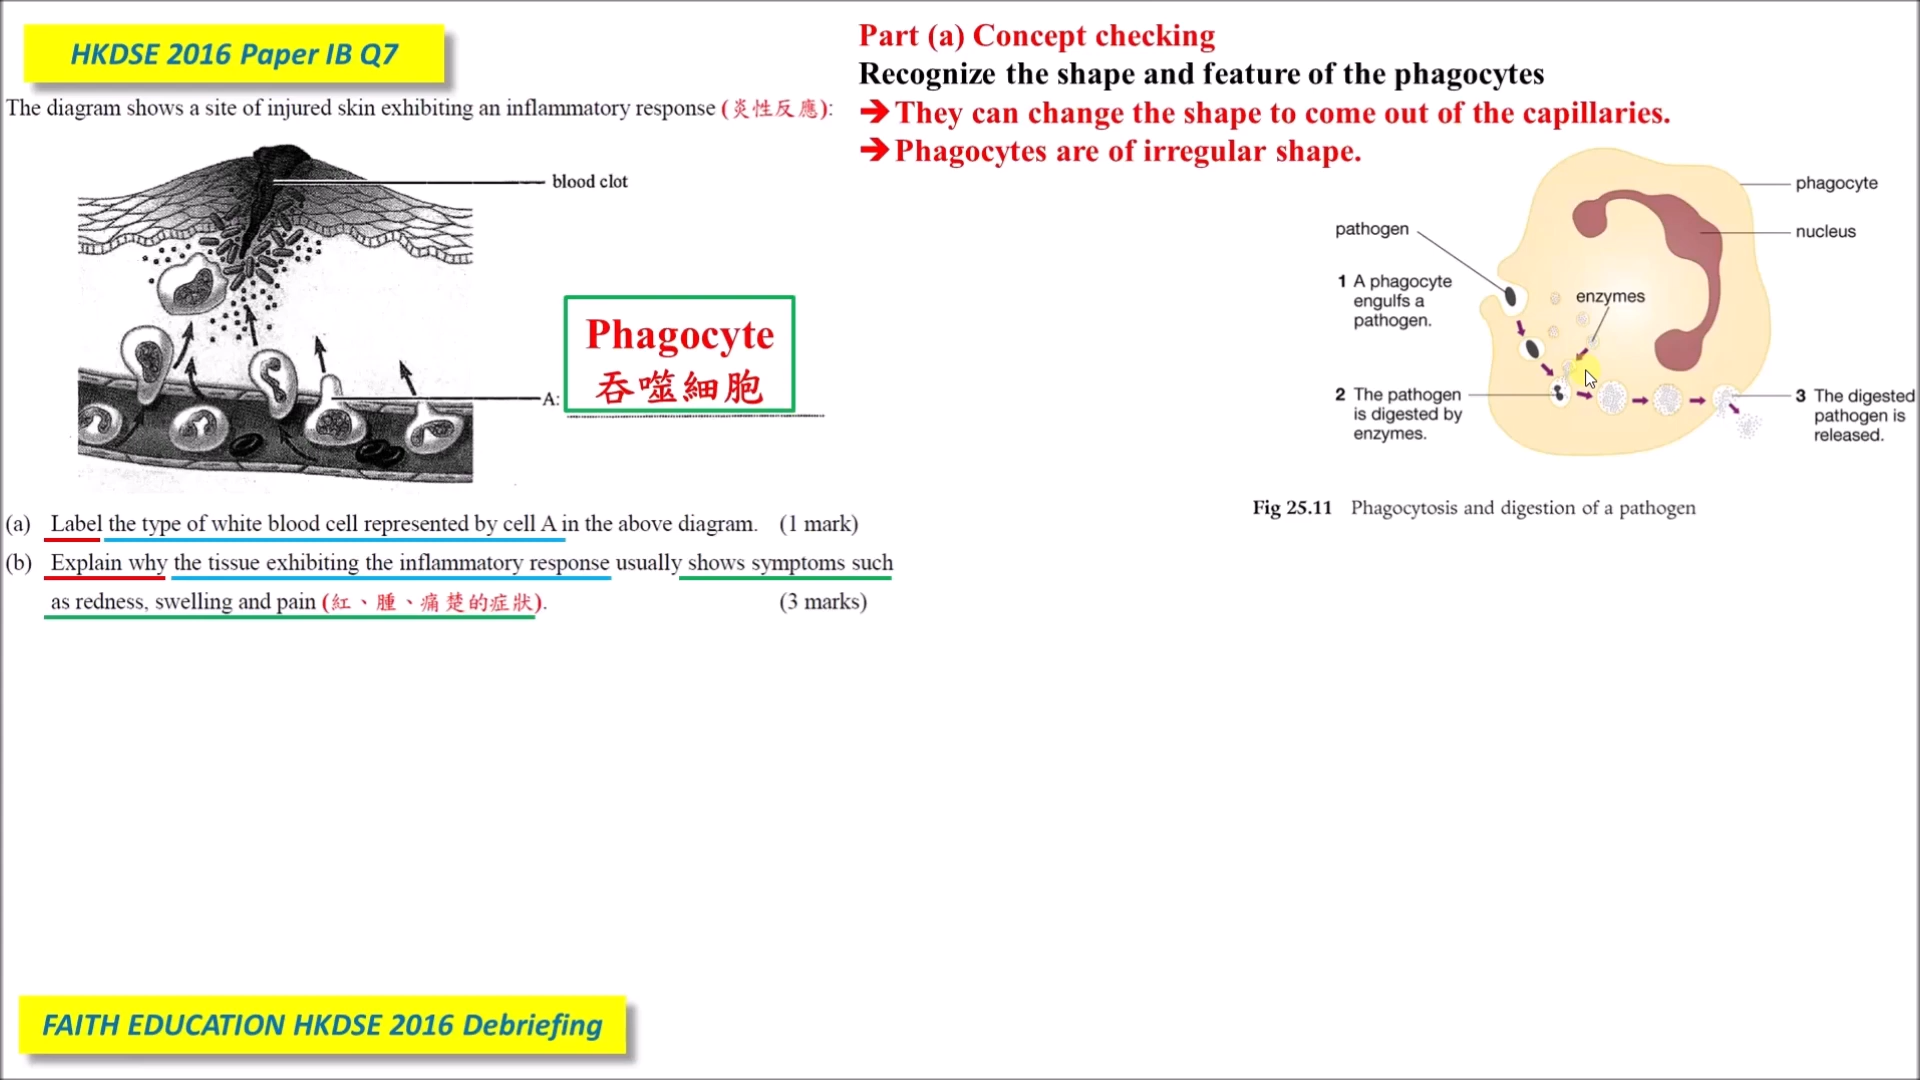 HKDSE 2016 Paper IB Q7
Part (a) Concept checking
Recognize the shape and feature of the phagocytes
➔They can change the shape to come out of the capillaries.
➔Phagocytes are of irregular shape.
The diagram shows a site of injured skin exhibiting an inflammatory response (炎性反應):
blood clot
A:
Phagocyte
吞噬細胞
phagocyte
nucleus
pathogen
1 A phagocyte
engulfs a
pathogen.
enzymes
2 The pathogen
is digested by
enzymes.
3 The digested
pathogen is
released.
Fig 25.11 Phagocytosis and digestion of a pathogen
(a) Label the type of white blood cell represented by cell A in the above diagram. (1 mark)
(b) Explain why the tissue exhibiting the inflammatory response usually shows symptoms such
as redness, swelling and pain (紅、腫、痛楚的症狀). (3 marks)
FAITH EDUCATION HKDSE 2016 Debriefing